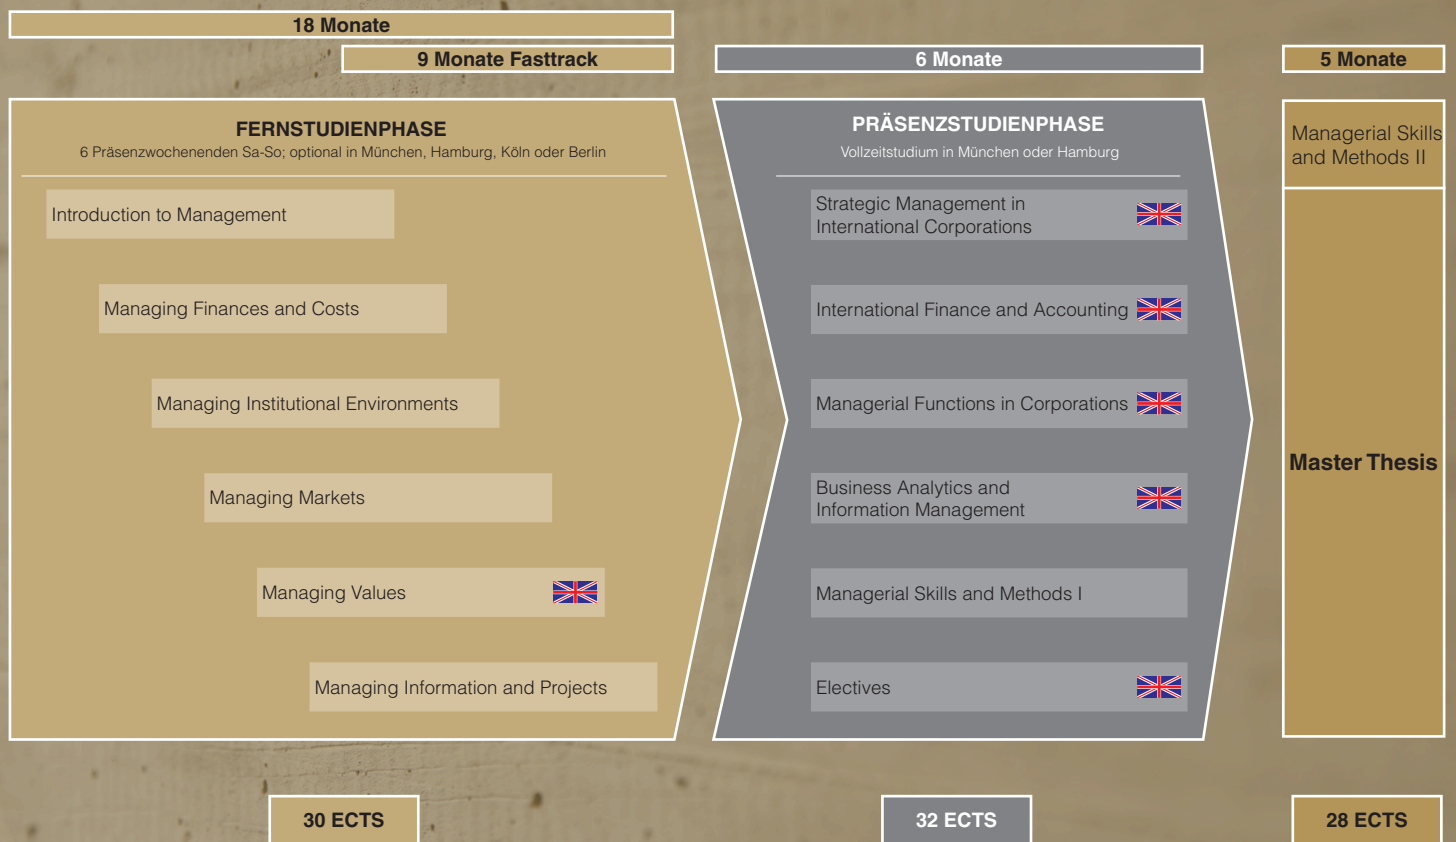 18 Monate
9 Monate Fasttrack
6 Monate
5 Monate
FERNSTUDIENPHASE
6 Präsenzwochenenden Sa-So; optional in München, Hamburg, Köln oder Berlin
Introduction to Management
Managing Finances and Costs
Managing Institutional Environments
Managing Markets
Managing Values
Managing Information and Projects
PRÄSENZSTUDIENPHASE
Vollzeitstudium in München oder Hamburg
Strategic Management in
International Corporations
International Finance and Accounting
Managerial Functions in Corporations
Business Analytics and
Information Management
Managerial Skills and Methods I
Electives
Managerial Skills
and Methods II
Master Thesis
30 ECTS
32 ECTS
28 ECTS